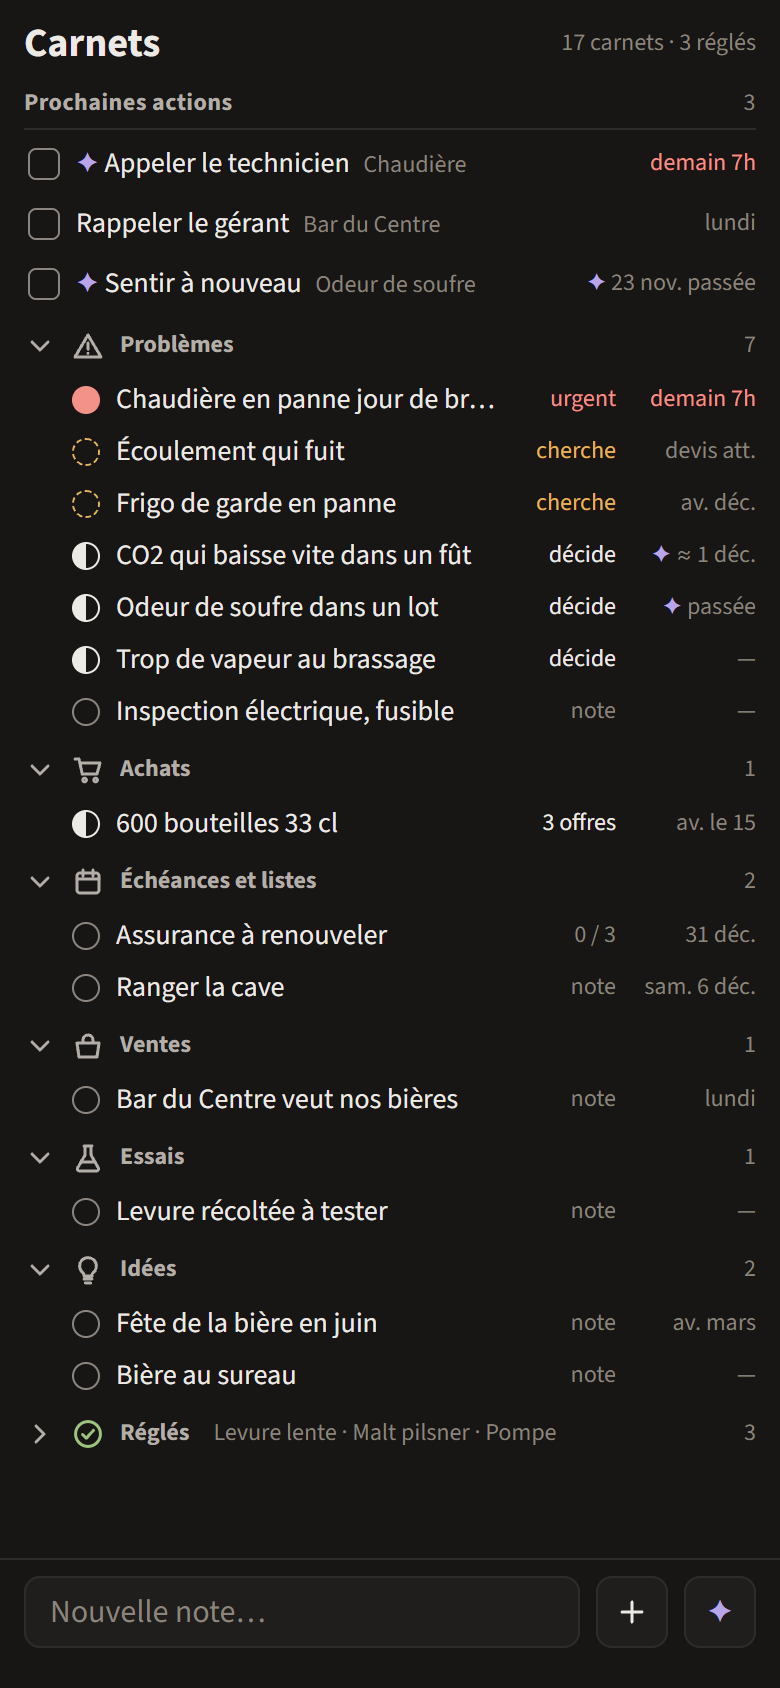 Carnets 17 carnets · 3 réglés
Prochaines actions 3
Appeler le technicien Chaudière demain 7h
Rappeler le gérant Bar du Centre lundi
Sentir à nouveau Odeur de soufre 23 nov. passée
Problèmes 7
Chaudière en panne jour de br… urgent demain 7h
Écoulement qui fuit cherche devis att.
Frigo de garde en panne cherche av. déc.
CO2 qui baisse vite dans un fût décide ≈ 1 déc.
Odeur de soufre dans un lot décide passée
Trop de vapeur au brassage décide —
Inspection électrique, fusible note —
Achats 1
600 bouteilles 33 cl 3 offres av. le 15
Échéances et listes 2
Assurance à renouveler 0 / 3 31 déc.
Ranger la cave note sam. 6 déc.
Ventes 1
Bar du Centre veut nos bières note lundi
Essais 1
Levure récoltée à tester note —
Idées 2
Fête de la bière en juin note av. mars
Bière au sureau note —
Réglés Levure lente · Malt pilsner · Pompe 3
Nouvelle note…